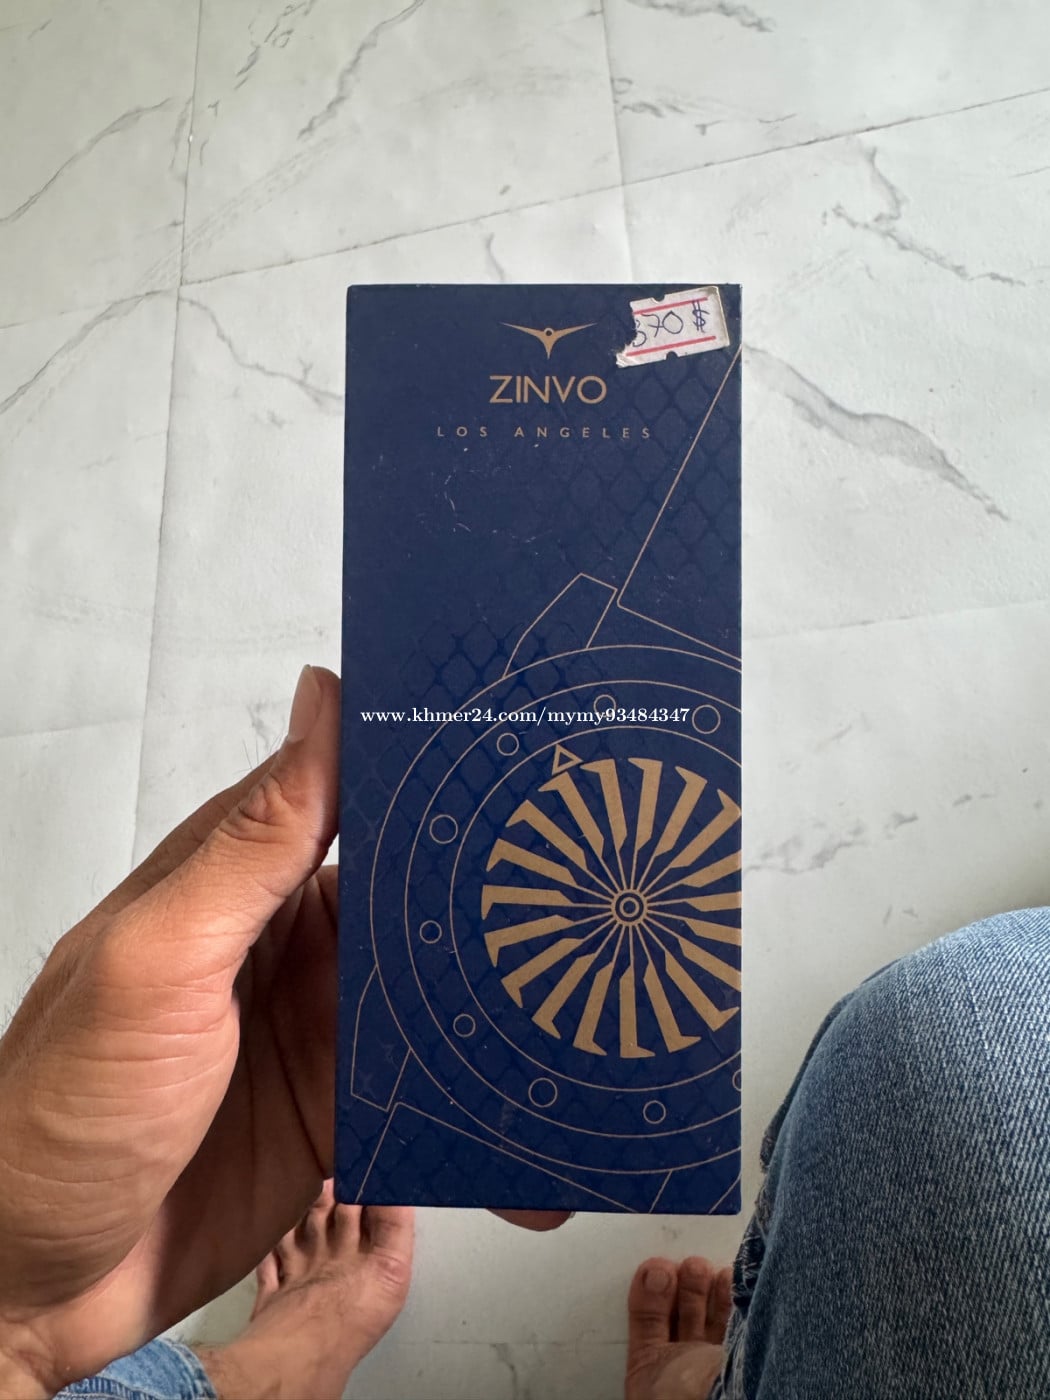 370 $
ZINVO
LOS ANGELES
www.khmer24.com/mymy93484347